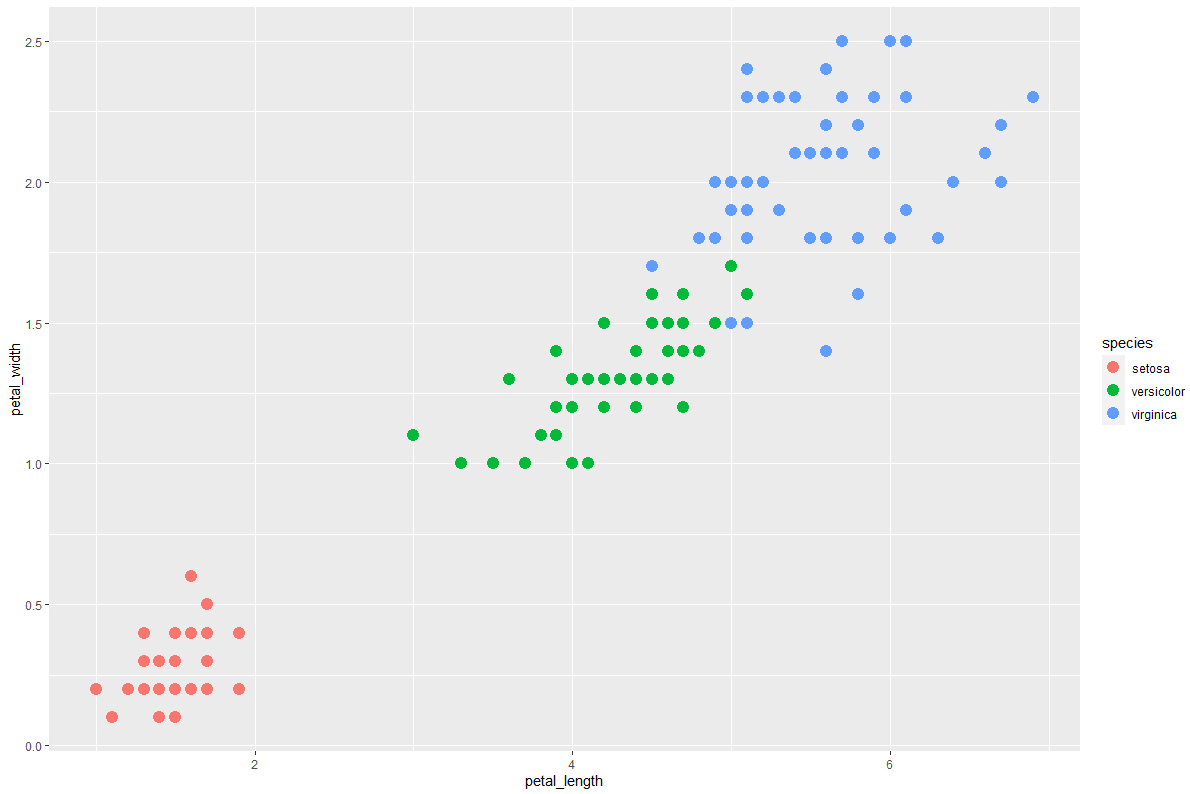 2.5
2.0
1.5
1.0
0.5
0.0
petal_width
2 4 6
petal_length
species
setosa
versicolor
virginica